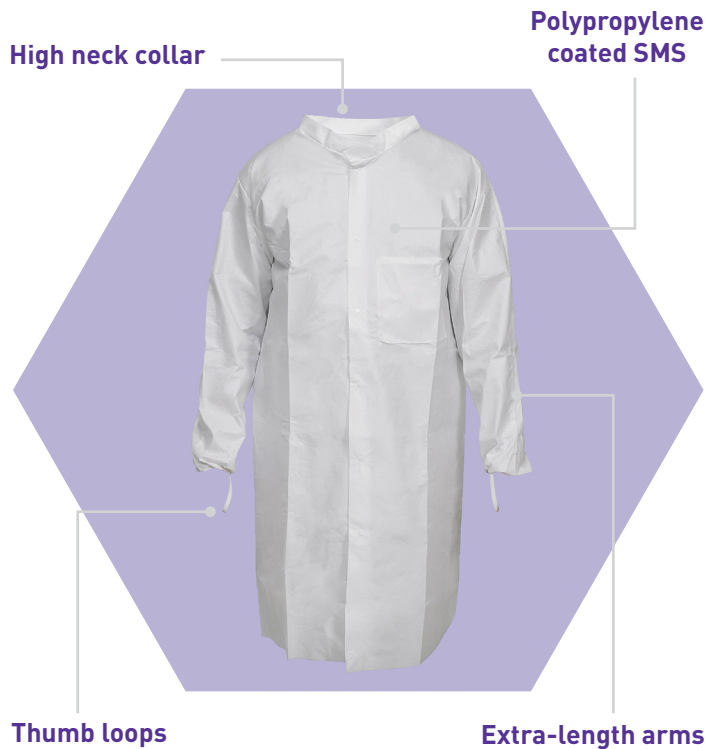 Polypropylene
coated SMS
High neck collar
Thumb loops
Extra-length arms